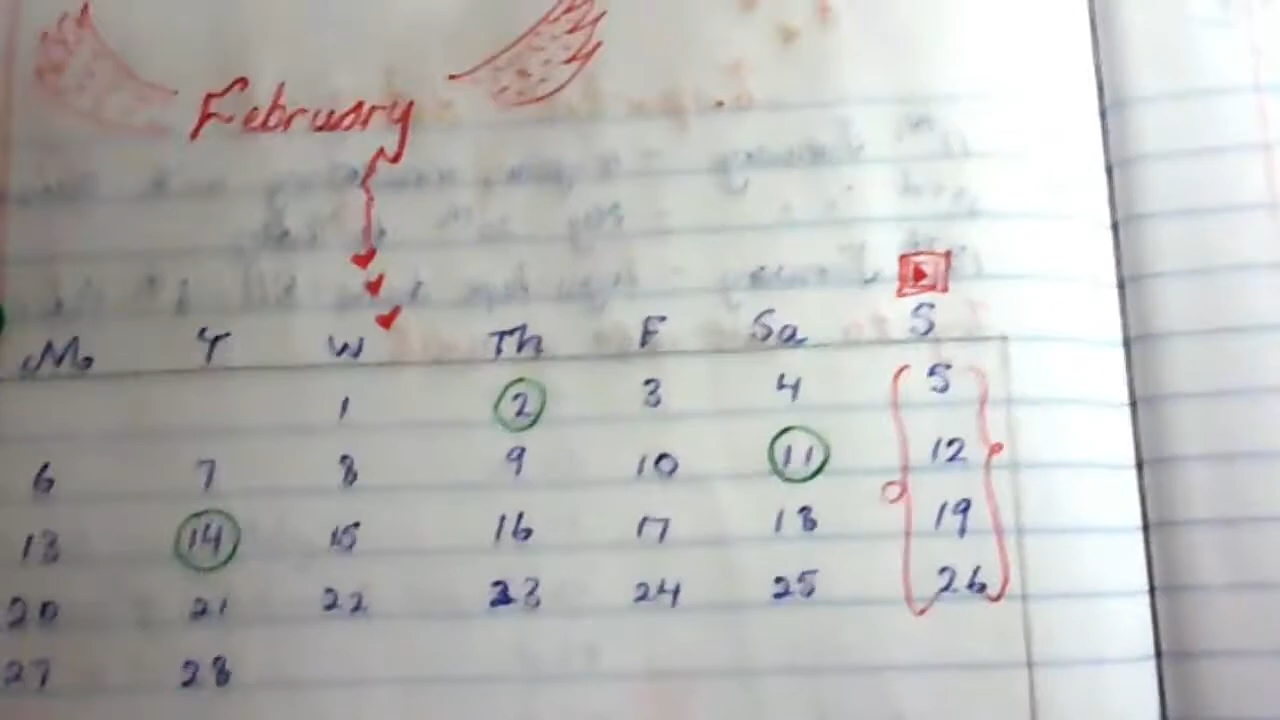 February
Mo T W Th F Sa S
1 2 3 4 5
6 7 8 9 10 11 12
13 14 15 16 17 18 19
20 21 22 23 24 25 26
27 28